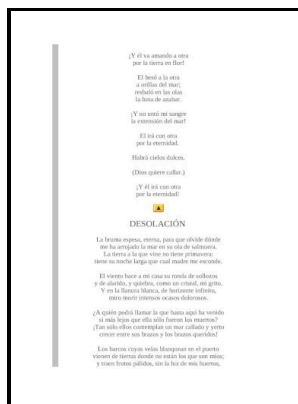 ¡Y él va amando a otra
por la tierra en flor!
El besó a la otra
a orillas del mar;
resbaló en las olas
la luna de azahar.
¡Y no untó mi sangre
la extensión del mar!
El irá con otra
por la eternidad.
Habrá cielos dulces.
(Dios quiere callar.)
¡Y él irá con otra
por la eternidad!
DESOLACIÓN
La bruma espesa, eterna, para que olvide dónde
me ha arrojado la mar en su ola de salmuera.
La tierra a la que vine no tiene primavera:
tiene su noche larga que cual madre me esconde.
El viento hace a mi casa su ronda de sollozos
y de alarido, y quiebra, como un cristal, mi grito.
Y en la llanura blanca, de horizonte infinito,
miro morir intensos ocasos dolorosos.
¿A quién podrá llamar la que hasta aquí ha venido
si más lejos que ella sólo fueron los muertos?
¡Tan sólo ellos contemplan un mar callado y yerto
crecer entre sus brazos y los brazos queridos!
Los barcos cuyas velas blanquean en el puerto
vienen de tierras donde no están los que son míos;
y traen frutos pálidos, sin la luz de mis huertos,